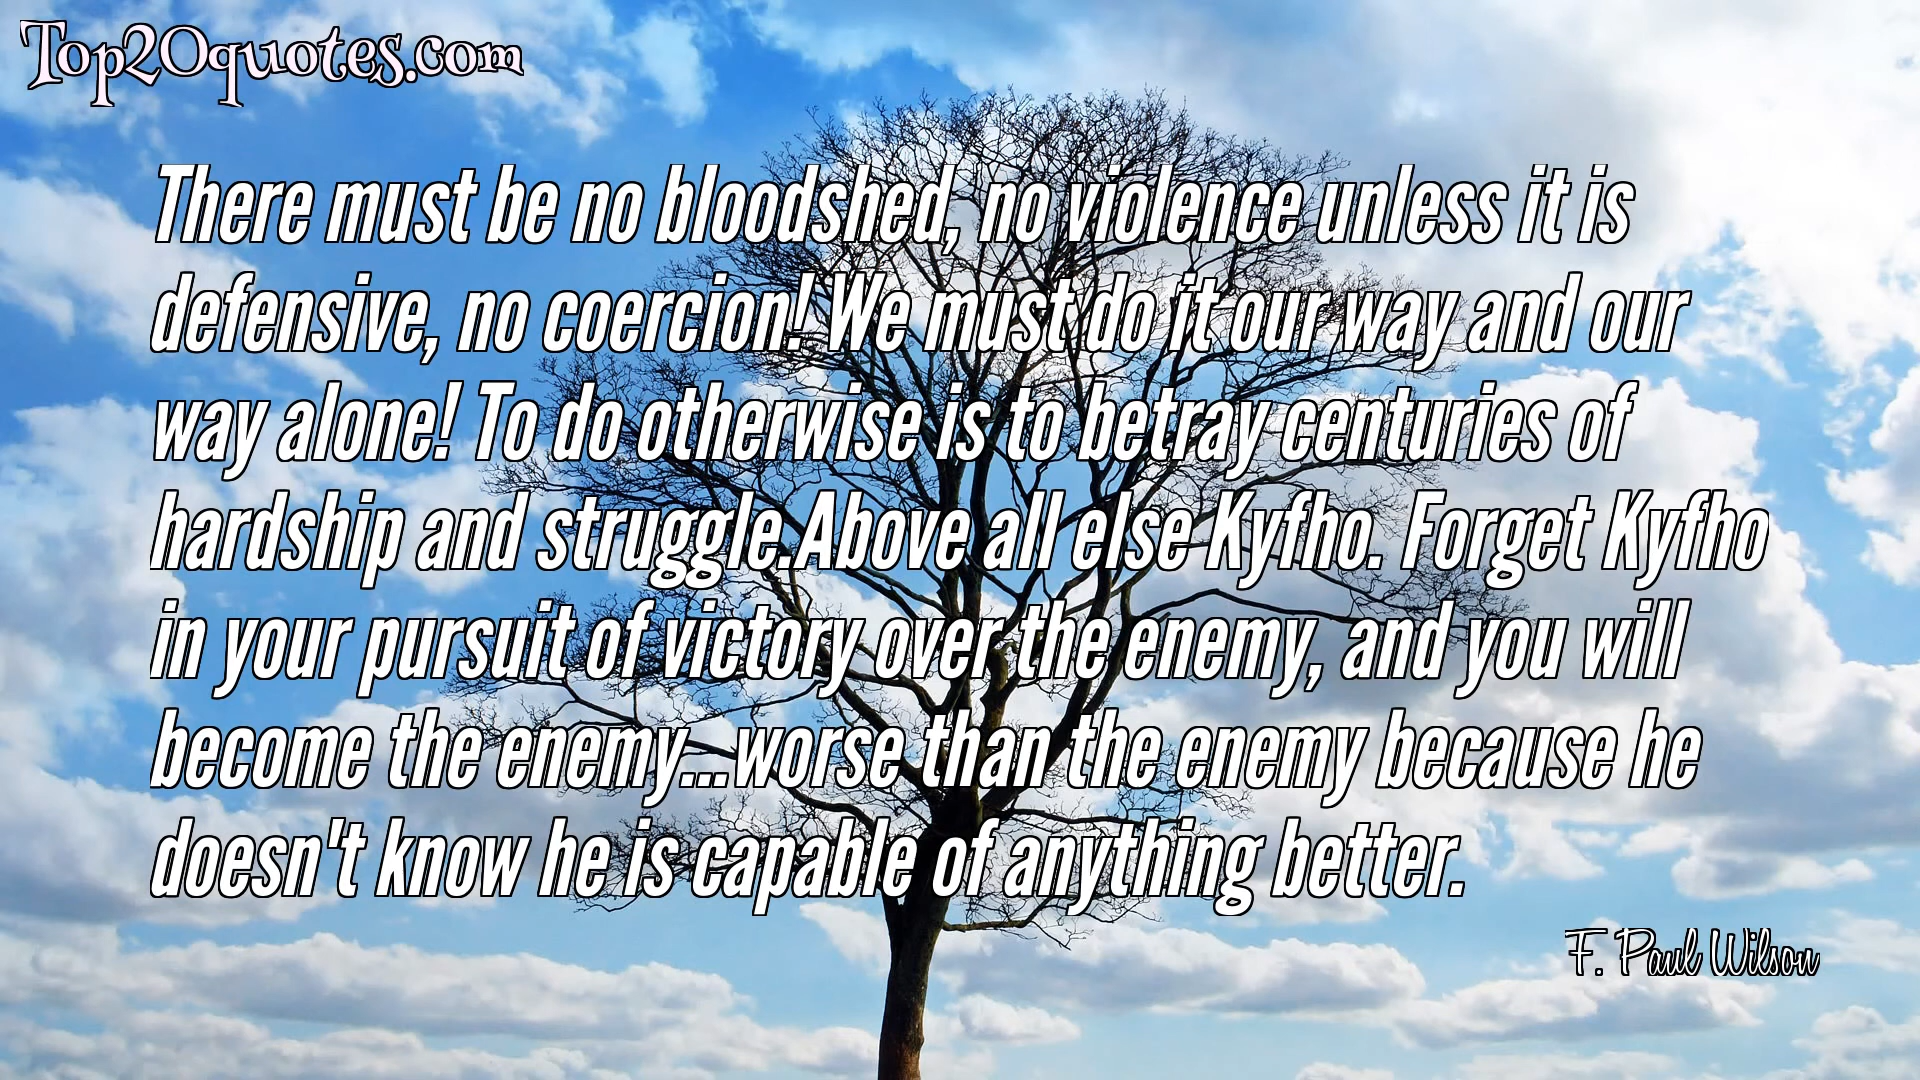 Top20quotes.com
There must be no bloodshed, no violence unless it is
defensive, no coercion! We must do it our way and our
way alone! To do otherwise is to betray centuries of
hardship and struggle.Above all else Kyfho. Forget Kyfho
in your pursuit of victory over the enemy, and you will
become the enemy...worse than the enemy because he
doesn't know he is capable of anything better.
F. Paul Wilson